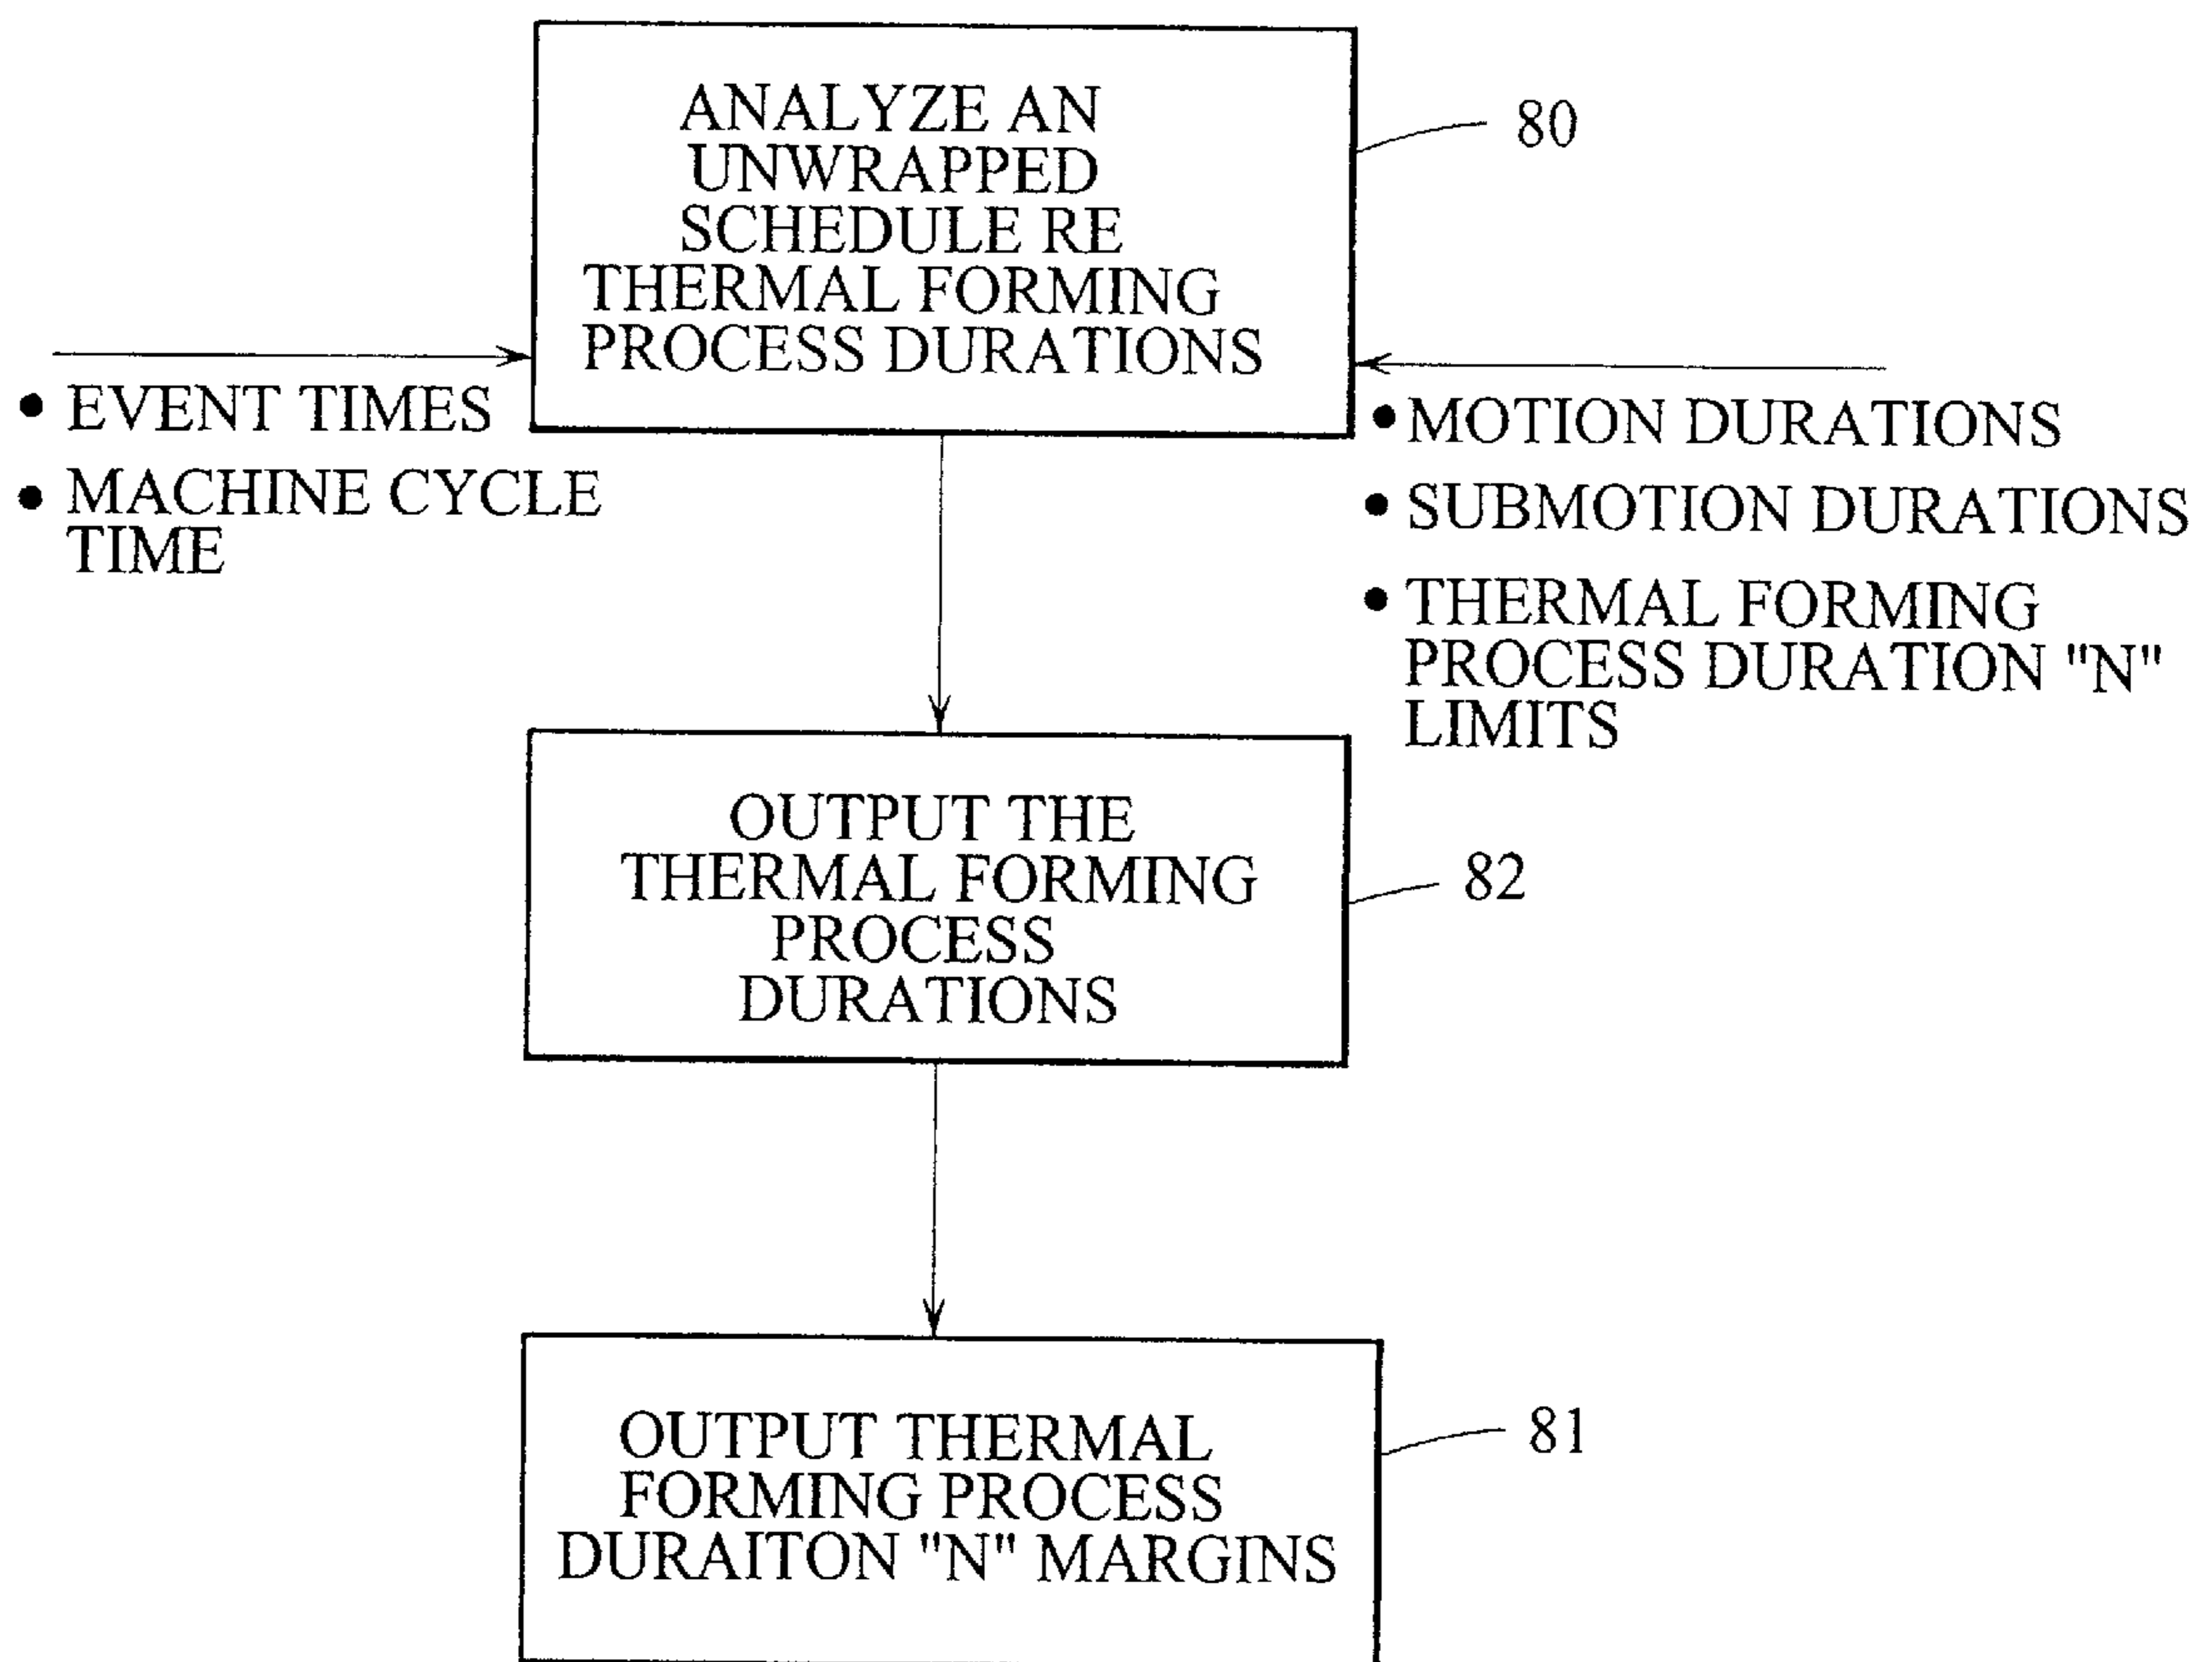 ANALYZE AN
UNWRAPPED
SCHEDULE RE
THERMAL FORMING
PROCESS DURATIONS
80
• EVENT TIMES
• MACHINE CYCLE
TIME
• MOTION DURATIONS
• SUBMOTION DURATIONS
• THERMAL FORMING
PROCESS DURATION "N"
LIMITS
OUTPUT THE
THERMAL FORMING
PROCESS
DURATIONS
82
OUTPUT THERMAL
FORMING PROCESS
DURAITON "N" MARGINS
81